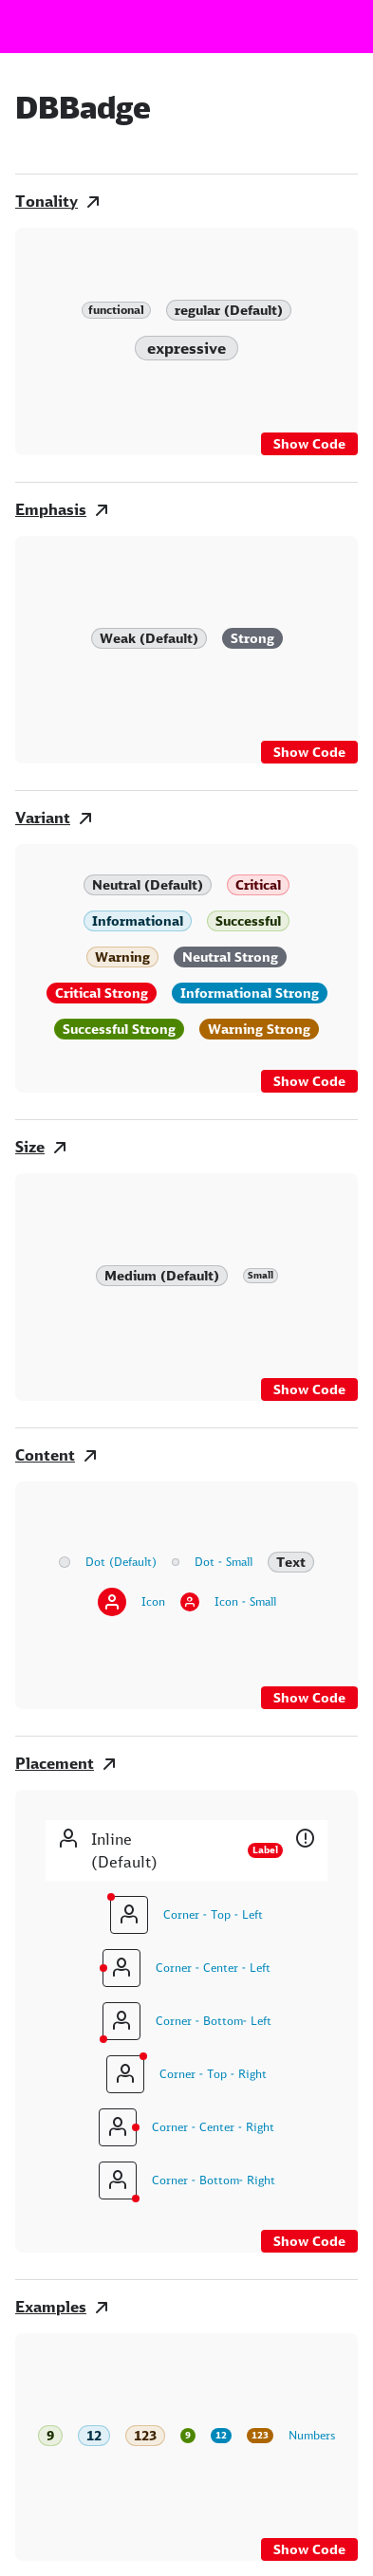 DBBadge
Tonality
functional regular (Default)
expressive
Show Code
Emphasis
Weak (Default) Strong
Show Code
Variant
Neutral (Default) Critical
Informational Successful
Warning Neutral Strong
Critical Strong Informational Strong
Successful Strong Warning Strong
Show Code
Size
Medium (Default) Small
Show Code
Content
Dot (Default) Dot - Small Text
Icon Icon - Small
Show Code
Placement
Inline
(Default)
Label
Corner - Top - Left
Corner - Center - Left
Corner - Bottom- Left
Corner - Top - Right
Corner - Center - Right
Corner - Bottom- Right
Show Code
Examples
9 12 123 9 12 123 Numbers
Show Code